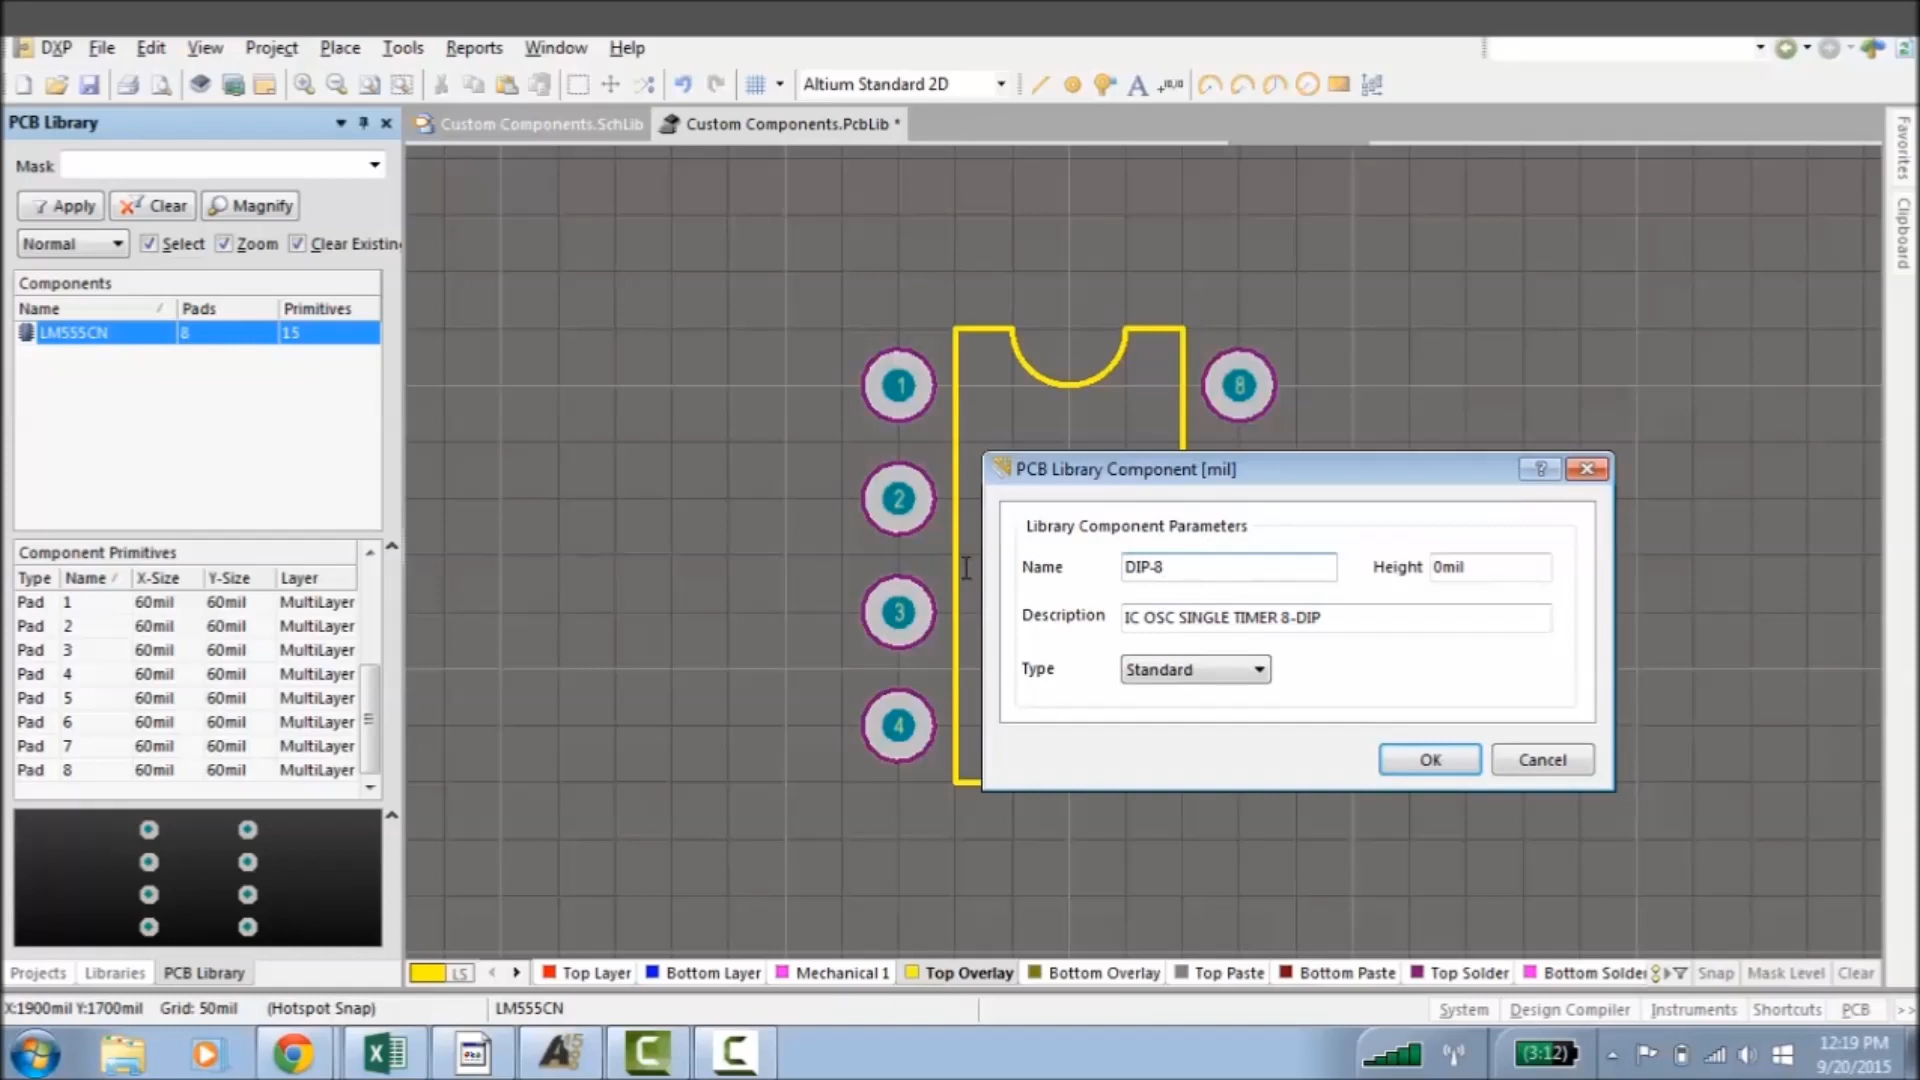 DXP File Edit View Project Place Tools Reports Window Help
Altium Standard 2D
PCB Library
Custom Components.SchLib
Custom Components.PcbLib *
Mask
Apply Clear Magnify
Normal Select Zoom Clear Existin
Components
Name Pads Primitives
LM555CN 8 15
Component Primitives
Type Name X-Size Y-Size Layer
Pad 1 60mil 60mil MultiLayer
Pad 2 60mil 60mil MultiLayer
Pad 3 60mil 60mil MultiLayer
Pad 4 60mil 60mil MultiLayer
Pad 5 60mil 60mil MultiLayer
Pad 6 60mil 60mil MultiLayer
Pad 7 60mil 60mil MultiLayer
Pad 8 60mil 60mil MultiLayer
Projects Libraries PCB Library
1
2
3
4
8
PCB Library Component [mil]
Library Component Parameters
Name DIP-8 Height 0mil
Description IC OSC SINGLE TIMER 8-DIP
Type Standard
OK Cancel
Favorites
Clipboard
LS Top Layer Bottom Layer Mechanical 1 Top Overlay Bottom Overlay Top Paste Bottom Paste Top Solder Bottom Solder Snap Mask Level Clear
X:1900mil Y:1700mil Grid: 50mil (Hotspot Snap) LM555CN System Design Compiler Instruments Shortcuts PCB >>
(3:12)
12:19 PM
9/20/2015